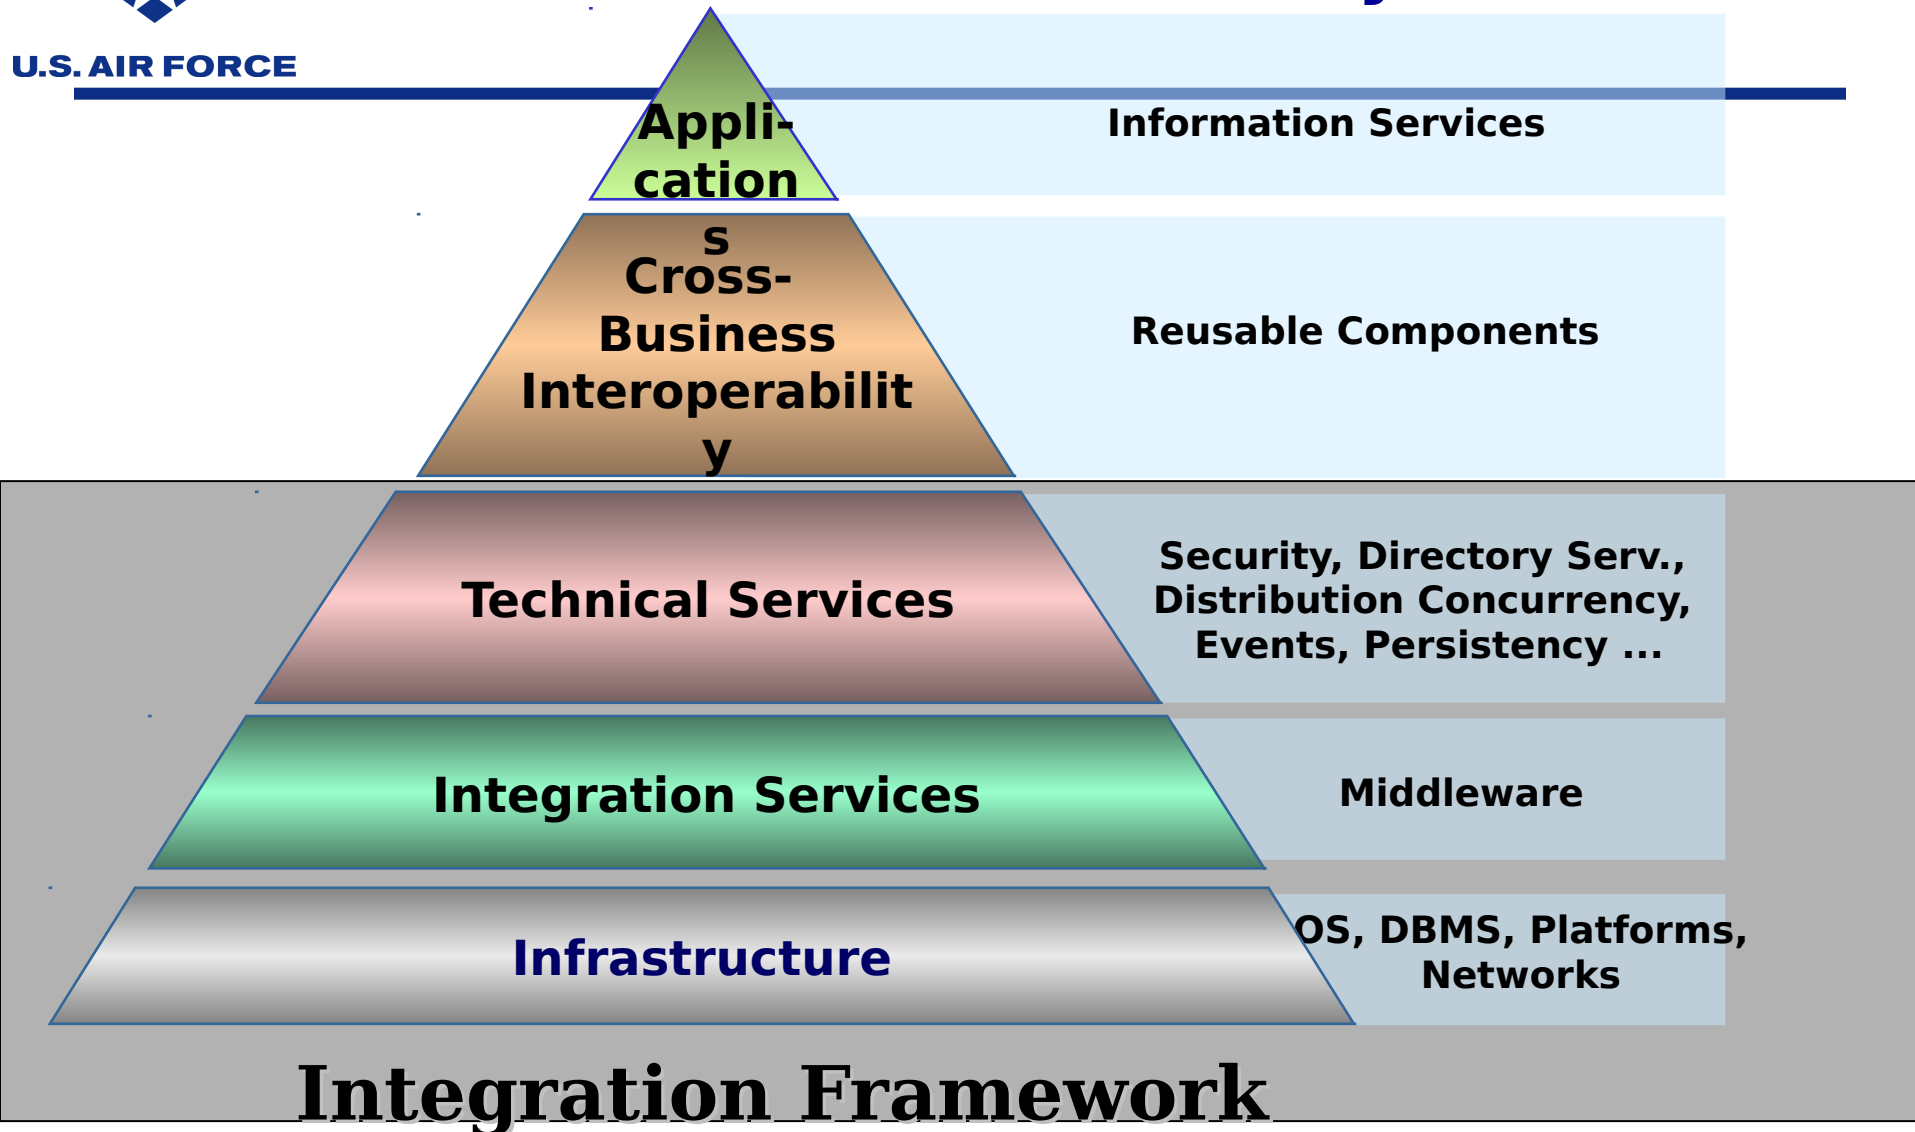 U.S. AIR FORCE
Appli-
cation
s
Information Services
Cross-
Business
Interoperabilit
y
Reusable Components
Technical Services
Security, Directory Serv.,
Distribution Concurrency,
Events, Persistency ...
Integration Services
Middleware
Infrastructure
OS, DBMS, Platforms,
Networks
Integration Framework